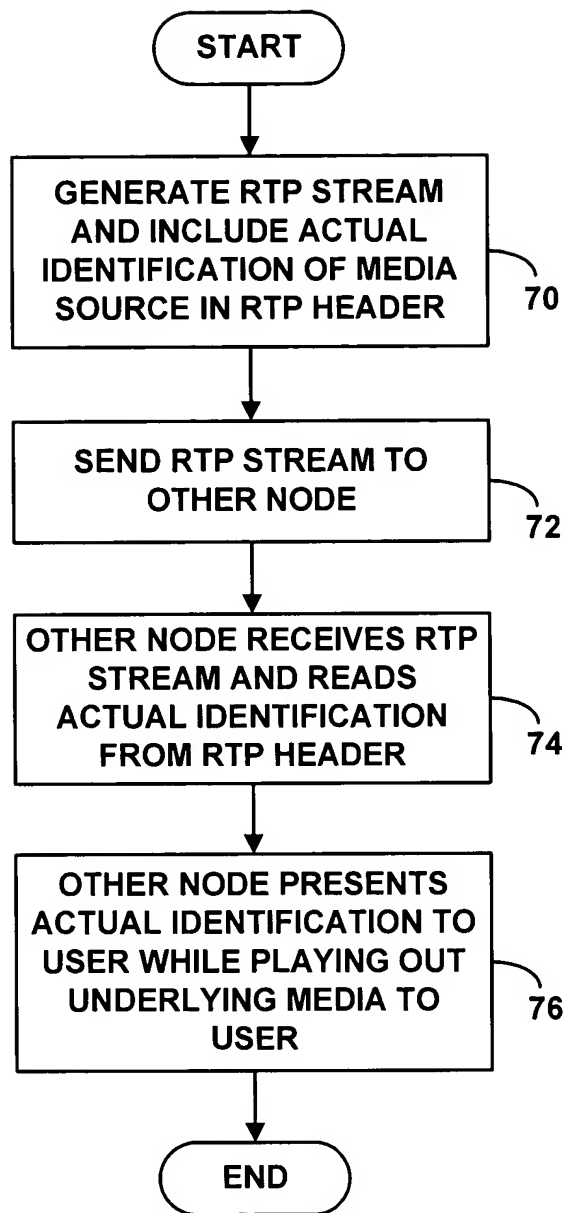 START
GENERATE RTP STREAM
AND INCLUDE ACTUAL
IDENTIFICATION OF MEDIA
SOURCE IN RTP HEADER
70
SEND RTP STREAM TO
OTHER NODE
72
OTHER NODE RECEIVES RTP
STREAM AND READS
ACTUAL IDENTIFICATION
FROM RTP HEADER
74
OTHER NODE PRESENTS
ACTUAL IDENTIFICATION TO
USER WHILE PLAYING OUT
UNDERLYING MEDIA TO
USER
76
END